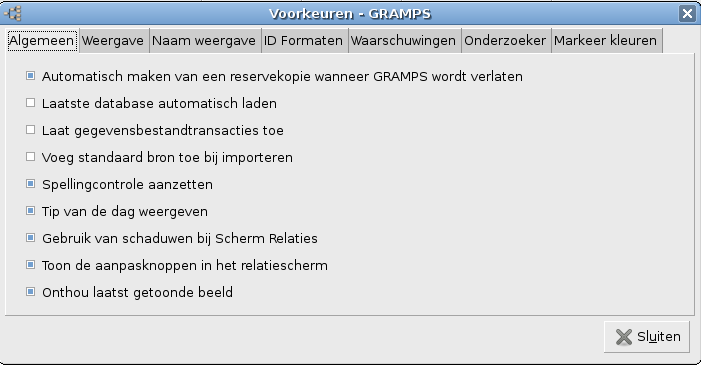 Voorkeuren - GRAMPS
Algemeen Weergave Naam weergave ID Formaten Waarschuwingen Onderzoeker Markeer kleuren
Automatisch maken van een reservekopie wanneer GRAMPS wordt verlaten
Laatste database automatisch laden
Laat gegevensbestandtransacties toe
Voeg standaard bron toe bij importeren
Spellingcontrole aanzetten
Tip van de dag weergeven
Gebruik van schaduwen bij Scherm Relaties
Toon de aanpasknoppen in het relatiescherm
Onthou laatst getoonde beeld
Sluiten